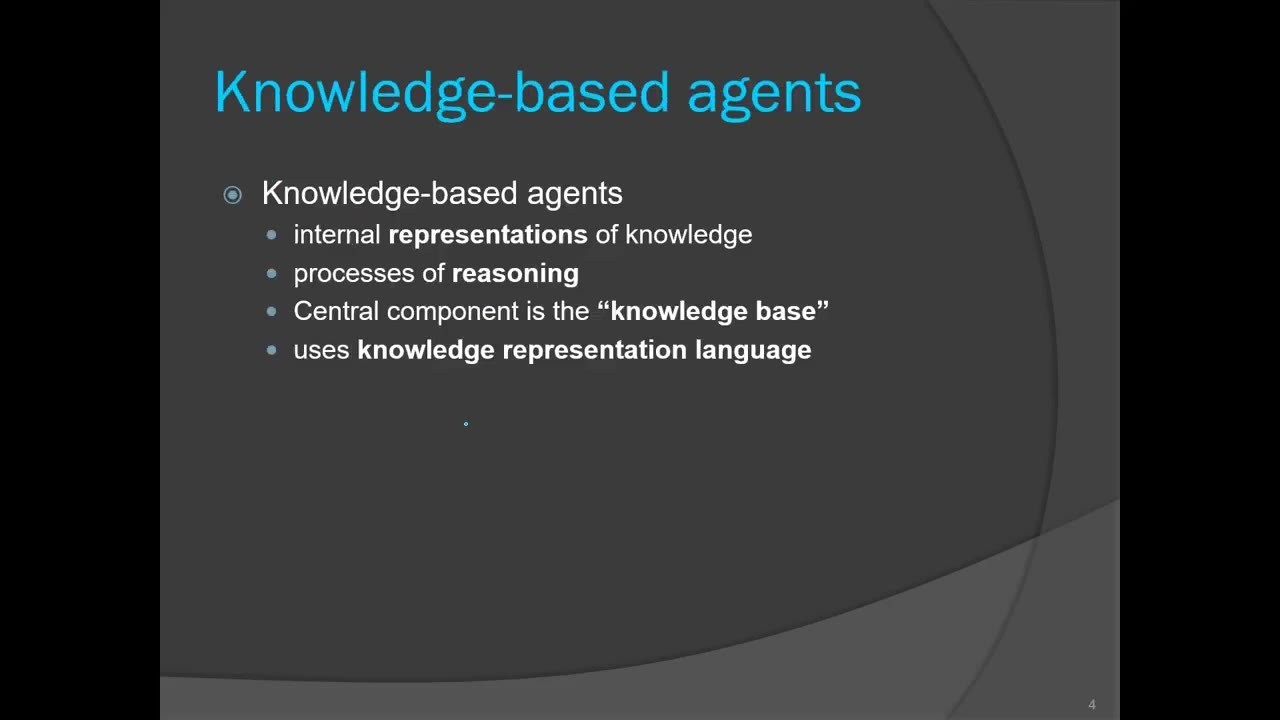 Knowledge-based agents
Knowledge-based agents
internal representations of knowledge
processes of reasoning
Central component is the “knowledge base”
uses knowledge representation language
4